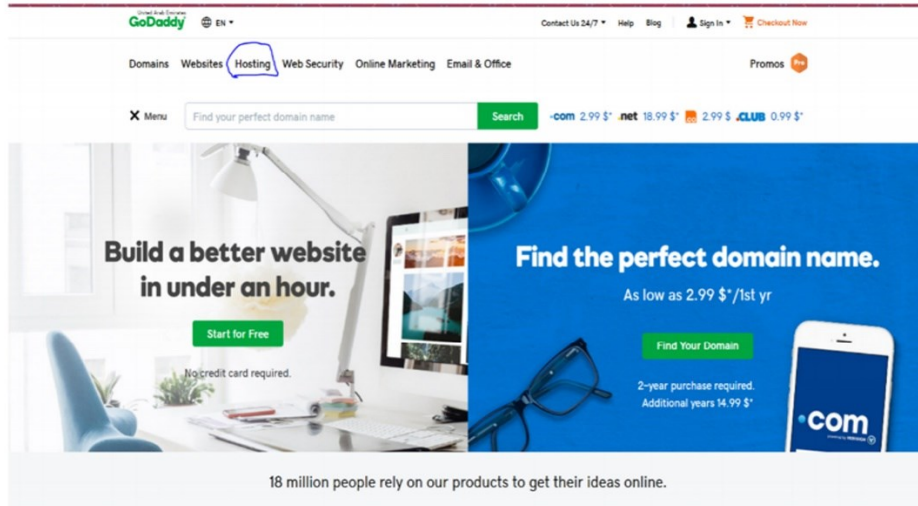 United Arab Emirates
GoDaddy EN
Contact Us 24/7 Help Blog Sign In Checkout Now
Domains Websites Hosting Web Security Online Marketing Email & Office Promos Pro
Menu Find your perfect domain name Search .com 2.99 $* .net 18.99 $* 2.99 $ .CLUB 0.99 $*
Build a better website
in under an hour.
Start for Free
No credit card required.
Find the perfect domain name.
As low as 2.99 $*/1st yr
Find Your Domain
2-year purchase required.
Additional years 14.99 $*
.com
18 million people rely on our products to get their ideas online.